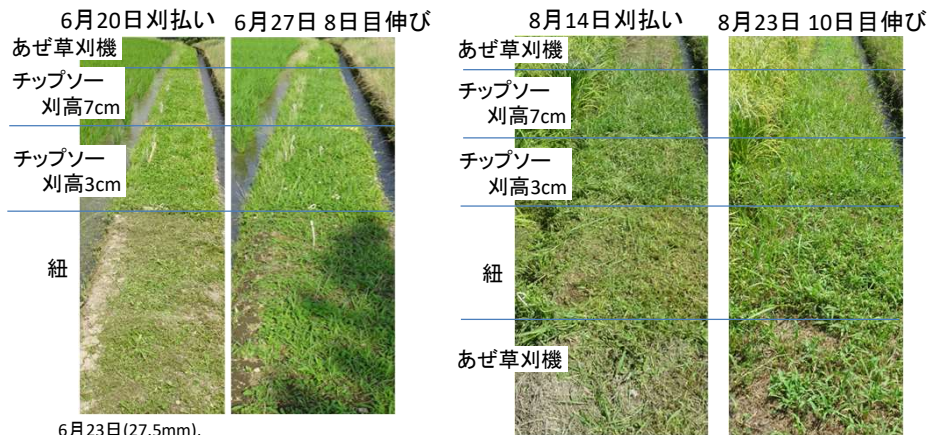 6月20日刈払い
6月27日 8日目伸び
8月14日刈払い
8月23日 10日目伸び
あぜ草刈機
チップソー
刈高7cm
チップソー
刈高3cm
紐
6月23日(27.5mm),
あぜ草刈機
チップソー
刈高7cm
チップソー
刈高3cm
紐
あぜ草刈機